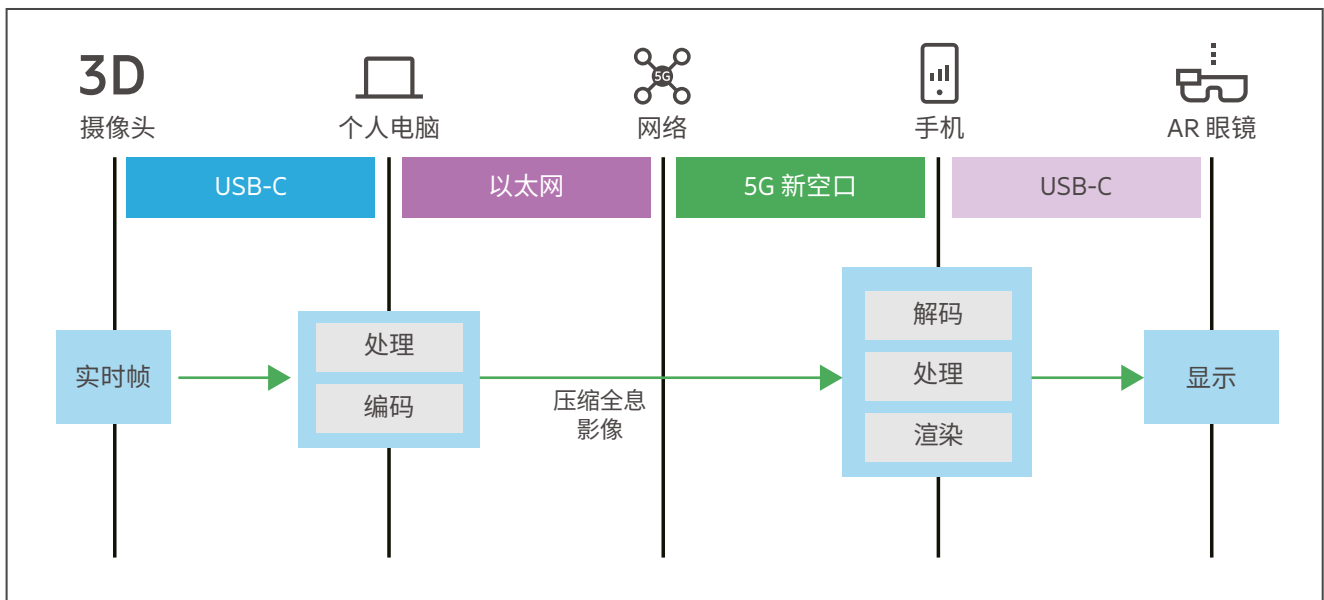 3D
5G
摄像头
个人电脑
网络
手机
AR 眼镜
USB-C
以太网
5G 新空口
USB-C
实时帧
处理
编码
压缩全息
影像
解码
处理
渲染
显示